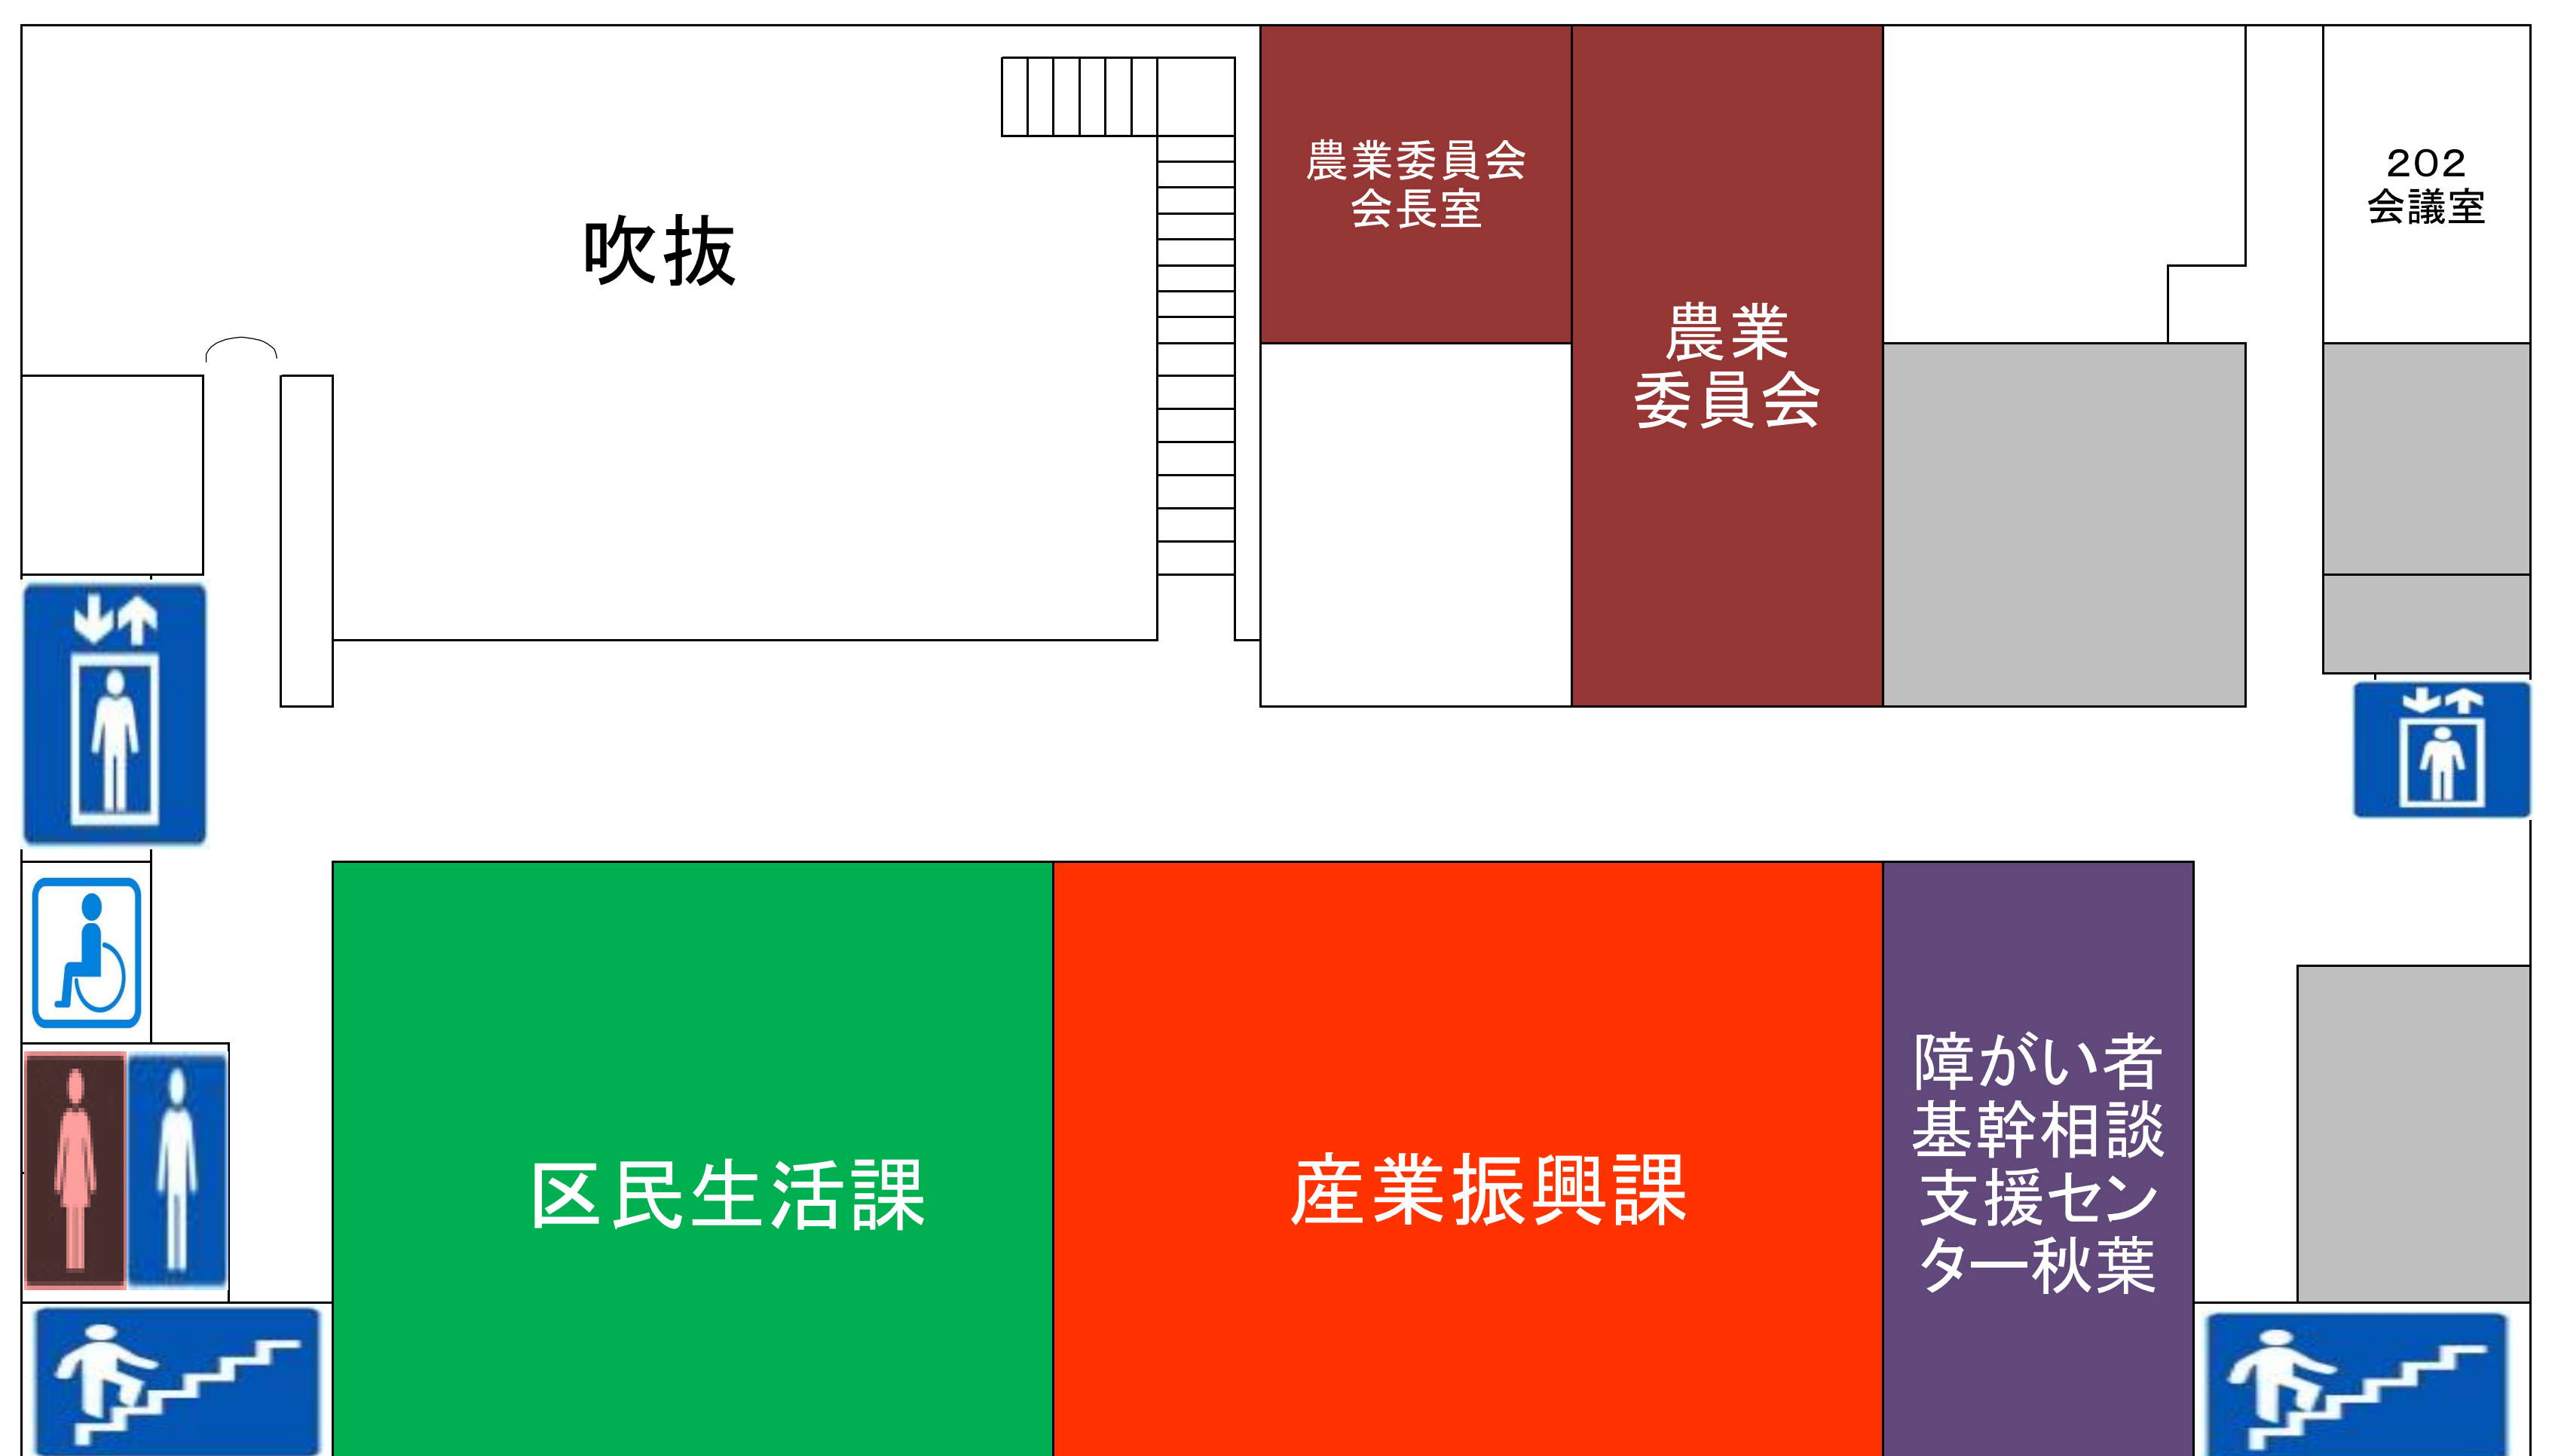 農業委員会
会長室
202
会議室
吹抜
農業
委員会
区民生活課
産業振興課
障がい者
基幹相談
支援セン
ター秋葉